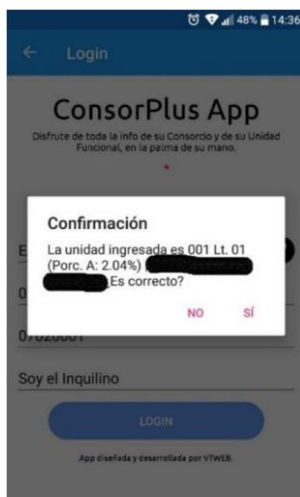 48% 14:36
Login
ConsorPlus App
Disfrute de toda la info de su Consorcio y de su Unidad
Funcional, en la palma de su mano.
Confirmación
La unidad ingresada es 001 Lt. 01
(Porc. A: 2.04%)
Es correcto?
NO SÍ
E
0
07020001
Soy el Inquilino
LOGIN
App diseñada y desarrollada por VTWEB.